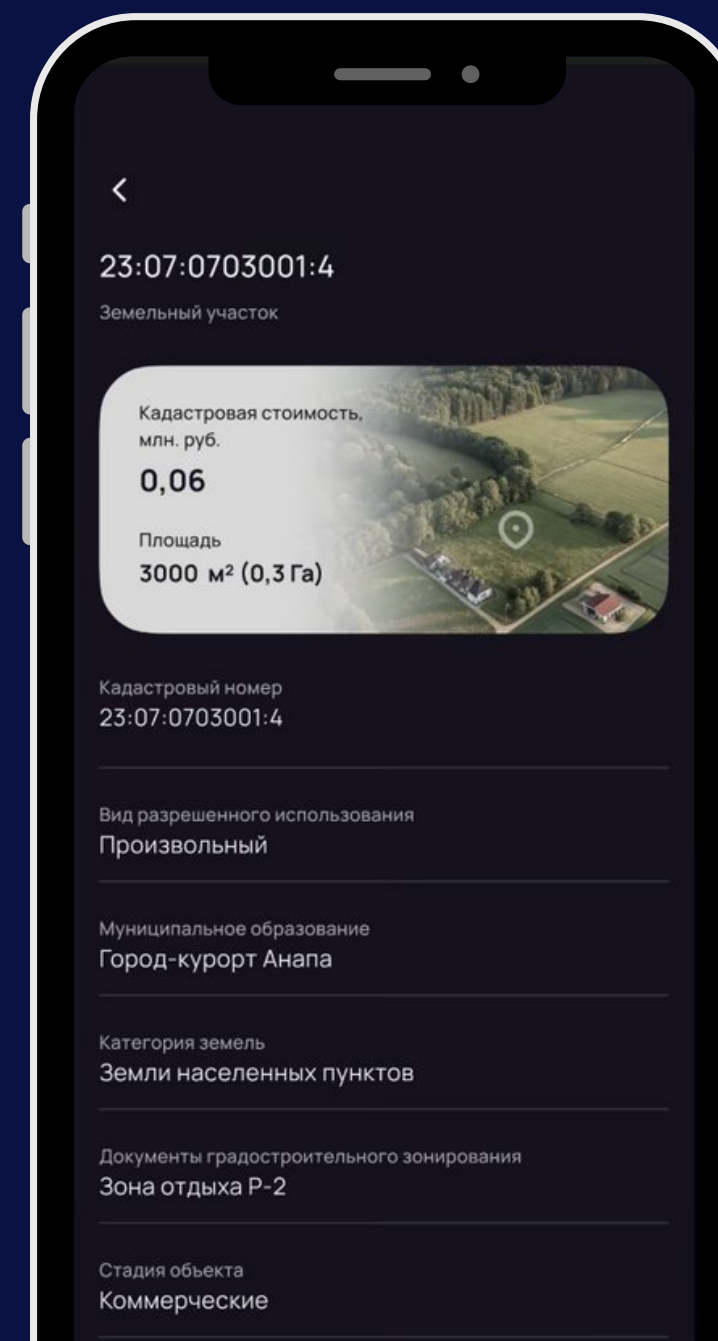 23:07:0703001:4
Земельный участок
Кадастровая стоимость,
млн. руб.
0,06
Площадь
3000 м² (0,3 Га)
Кадастровый номер
23:07:0703001:4
Вид разрешенного использования
Произвольный
Муниципальное образование
Город-курорт Анапа
Категория земель
Земли населенных пунктов
Документы градостроительного зонирования
Зона отдыха Р-2
Стадия объекта
Коммерческие